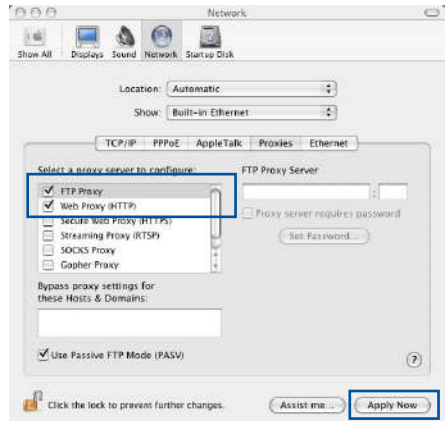 Network
Show All Displays Sound Network Startup Disk
Location: Automatic
Show: Built-in Ethernet
TCP/IP PPPoE AppleTalk Proxies Ethernet
Select a proxy server to configure: FTP Proxy Server
FTP Proxy
Web Proxy (HTTP) :
Secure Web Proxy (HTTPS) Proxy server requires password
Streaming Proxy (RTSP) Set Password...
SOCKS Proxy
Gopher Proxy
Bypass proxy settings for
these Hosts & Domains:
Use Passive FTP Mode (PASV) ?
Click the lock to prevent further changes. Assist me... Apply Now